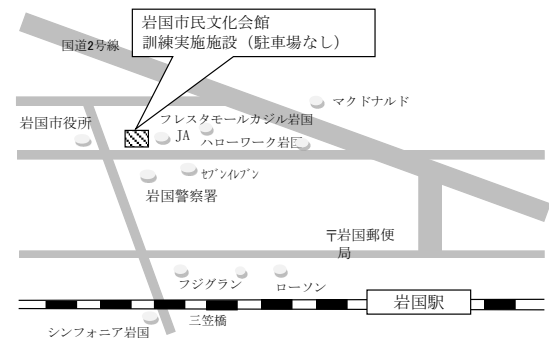 岩国市民文化会館
訓練実施施設（駐車場なし）
国道2号線
マクドナルド
フレスタモールカジル岩国
岩国市役所
JA
ハローワーク岩国
ｾﾌﾞﾝｲﾚﾌﾞﾝ
岩国警察署
〒岩国郵便
局
フジグラン
ローソン
岩国駅
三笠橋
シンフォニア岩国